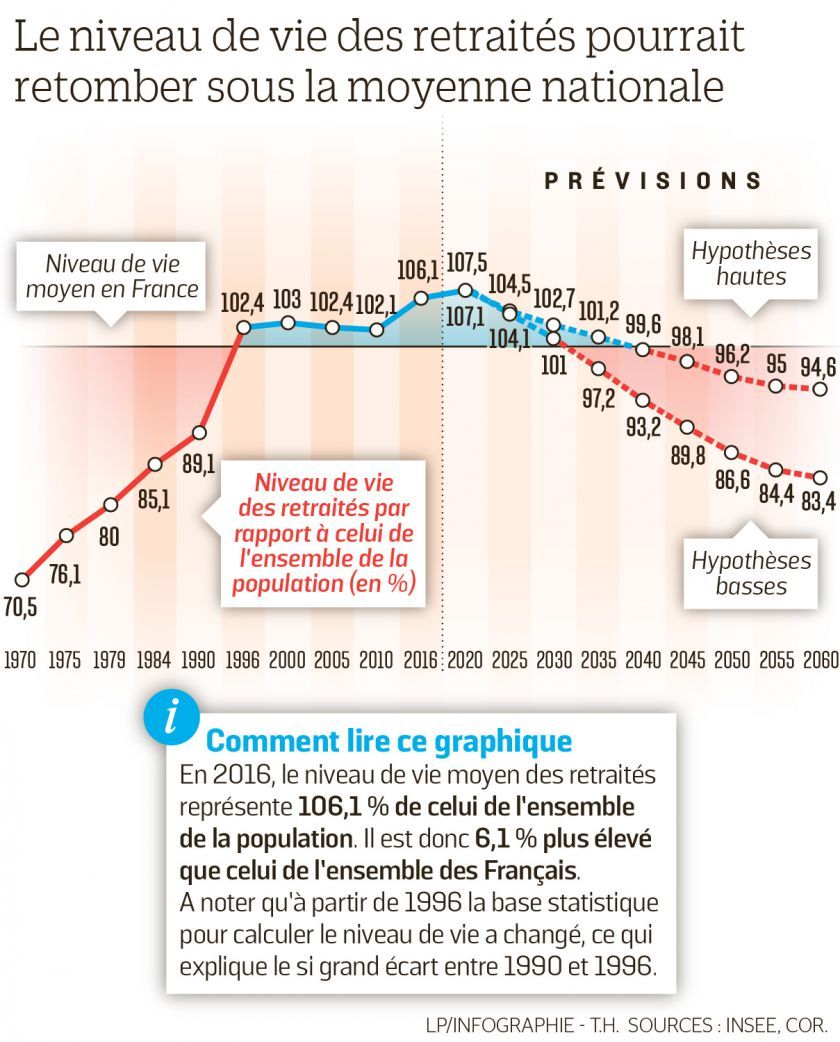 Le niveau de vie des retraités pourrait
retomber sous la moyenne nationale
PRÉVISIONS
Niveau de vie
moyen en France
Hypothèses
hautes
102,4
103
102,4
102,1
106,1
107,5
104,5
102,7
101,2
99,6
98,1
96,2
95
94,6
107,1
104,1
101
97,2
93,2
89,8
86,6
84,4
83,4
89,1
85,1
80
76,1
70,5
Niveau de vie
des retraités par
rapport à celui de
l'ensemble de la
population (en %)
Hypothèses
basses
1970 1975 1979 1984 1990 1996 2000 2005 2010 2016 2020 2025 2030 2035 2040 2045 2050 2055 2060
i
Comment lire ce graphique
En 2016, le niveau de vie moyen des retraités
représente 106,1 % de celui de l'ensemble
de la population. Il est donc 6,1 % plus élevé
que celui de l'ensemble des Français.
A noter qu'à partir de 1996 la base statistique
pour calculer le niveau de vie a changé, ce qui
explique le si grand écart entre 1990 et 1996.
LP/INFOGRAPHIE - T.H. SOURCES : INSEE, COR.